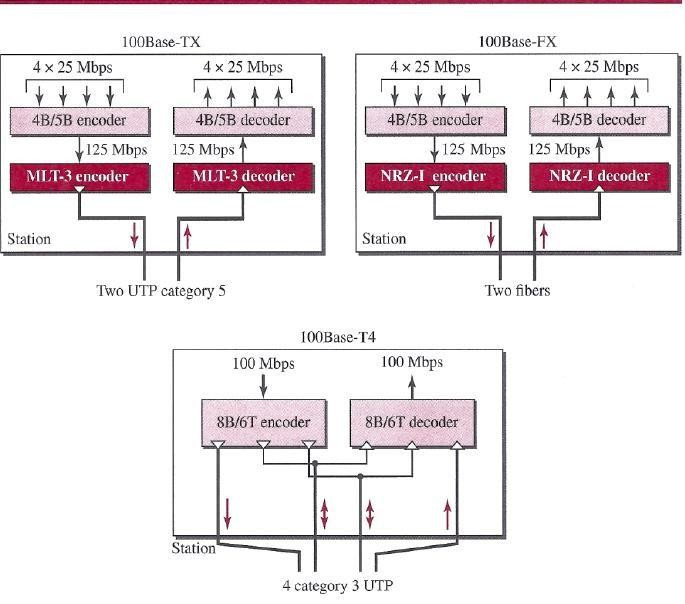 100Base-TX
4 × 25 Mbps
4 × 25 Mbps
4B/5B encoder
4B/5B decoder
125 Mbps
125 Mbps
MLT-3 encoder
MLT-3 decoder
Station
Two UTP category 5
100Base-FX
4 × 25 Mbps
4 × 25 Mbps
4B/5B encoder
4B/5B decoder
125 Mbps
125 Mbps
NRZ-I encoder
NRZ-I decoder
Station
Two fibers
100Base-T4
100 Mbps
100 Mbps
8B/6T encoder
8B/6T decoder
Station
4 category 3 UTP